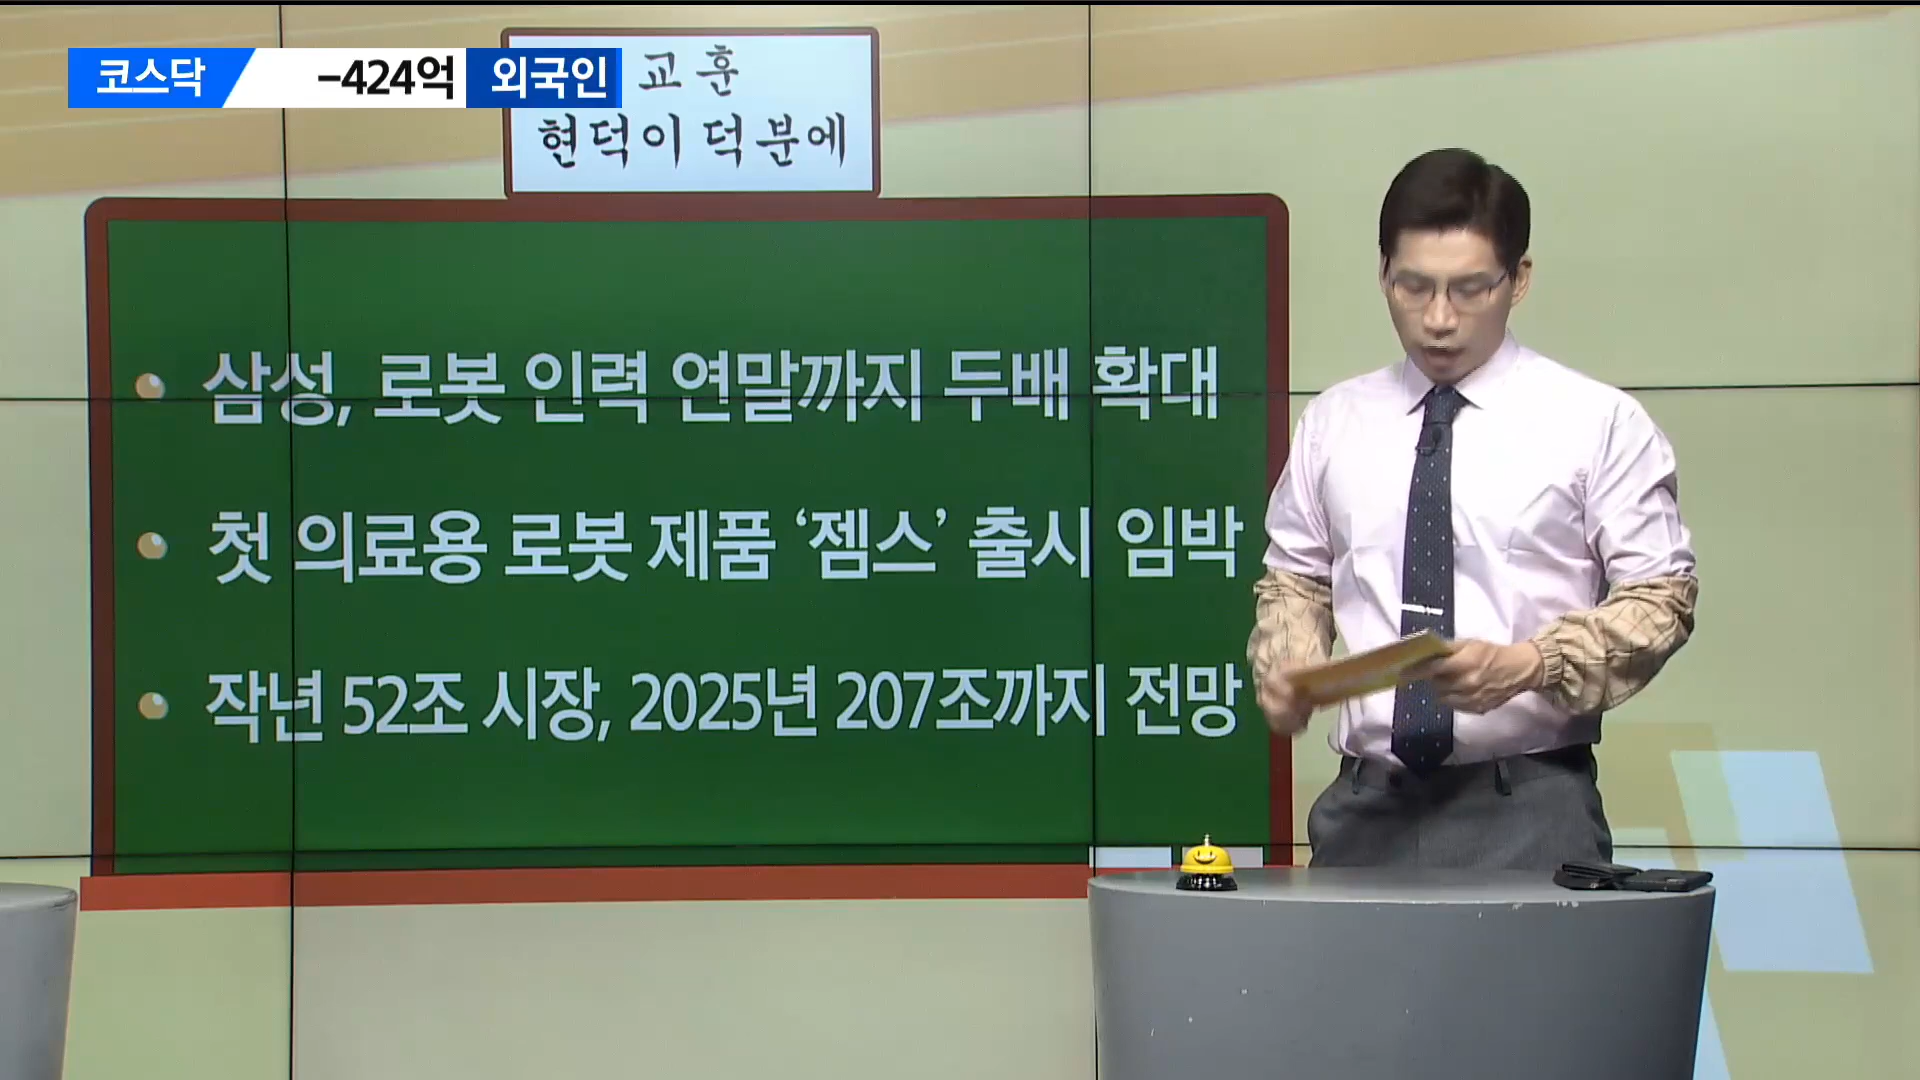 코스닥 -424억 외국인
교훈
현덕이 덕분에
삼성, 로봇 인력 연말까지 두배 확대
첫 의료용 로봇 제품 ‘젬스’ 출시 임박
작년 52조 시장, 2025년 207조까지 전망